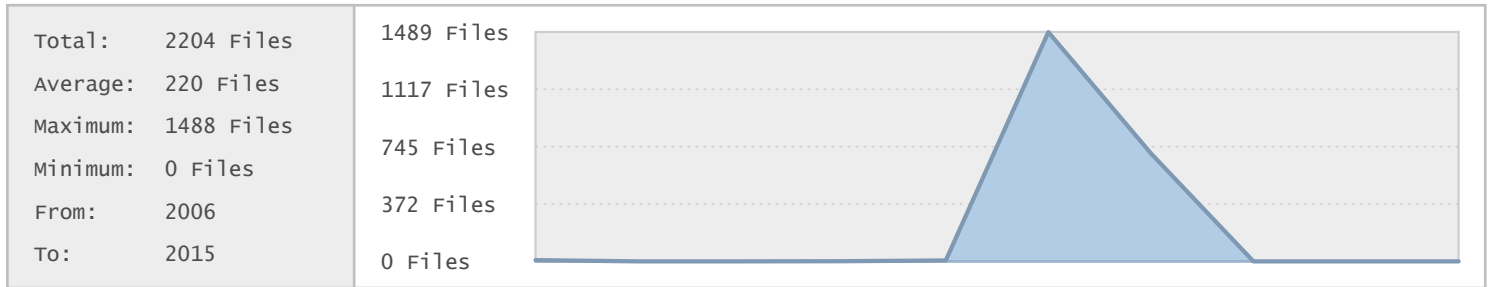 Total: 2204 Files
Average: 220 Files
Maximum: 1488 Files
Minimum: 0 Files
From: 2006
To: 2015
1489 Files
1117 Files
745 Files
372 Files
0 Files